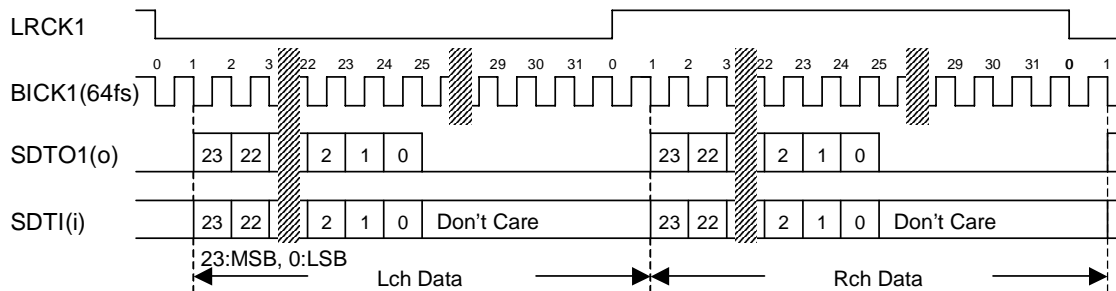 LRCK1
0 1 2 3 22 23 24 25 29 30 31 0 1 2 3 22 23 24 25 29 30 31 0 1
BICK1(64fs)
SDTO1(o) 23 22 2 1 0 23 22 2 1 0
SDTI(i) 23 22 2 1 0 Don't Care 23 22 2 1 0 Don't Care
23:MSB, 0:LSB
Lch Data Rch Data